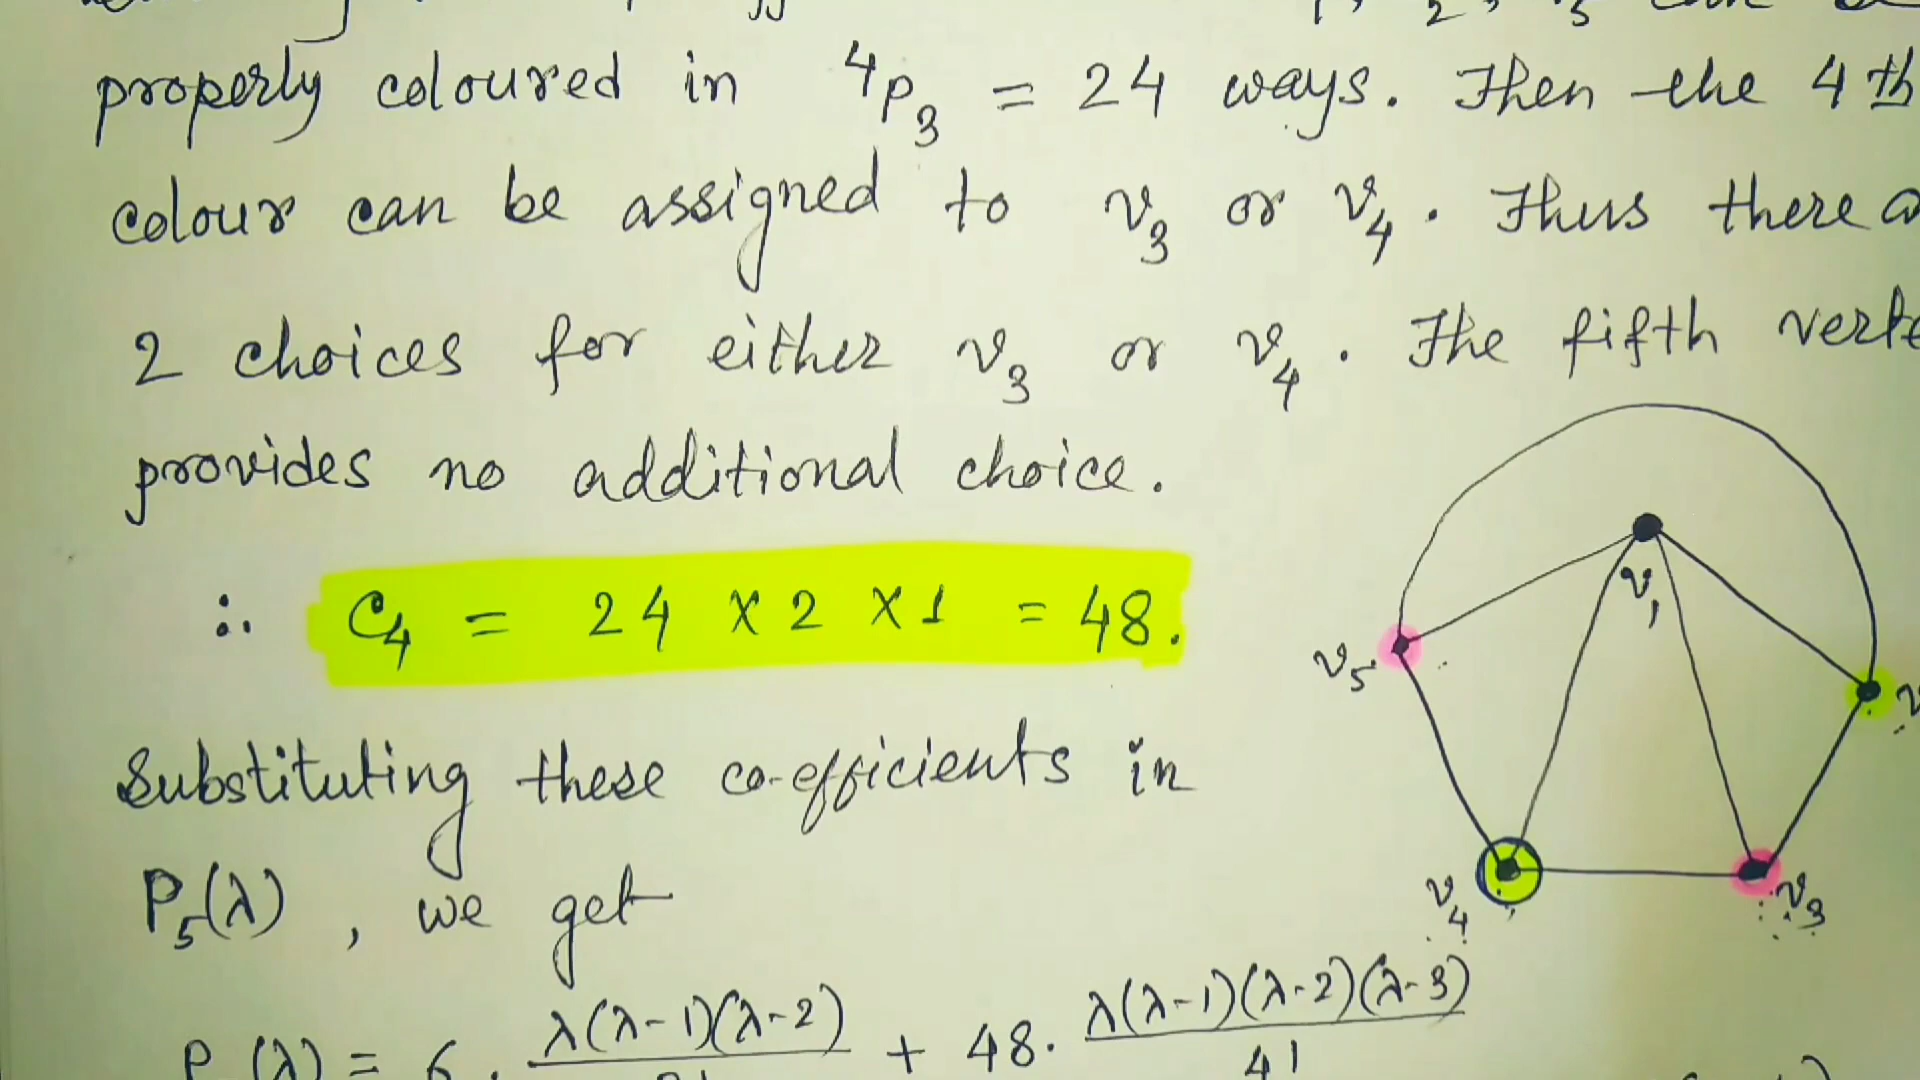 properly coloured in ⁴P₃ = 24 ways. Then the 4th
colour can be assigned to v₃ or v₄. Thus there
2 choices for either v₃ or v₄. The fifth
provides no additional choice.
∴ C₄ = 24 x 2 x 1 = 48.
v₁
v₅
v₄
v₃
Substituting these co-efficients in
P₅(λ), we get
P (λ) = 6 . λ(λ-1)(λ-2) + 48. λ(λ-1)(λ-2)(λ-3)
4!